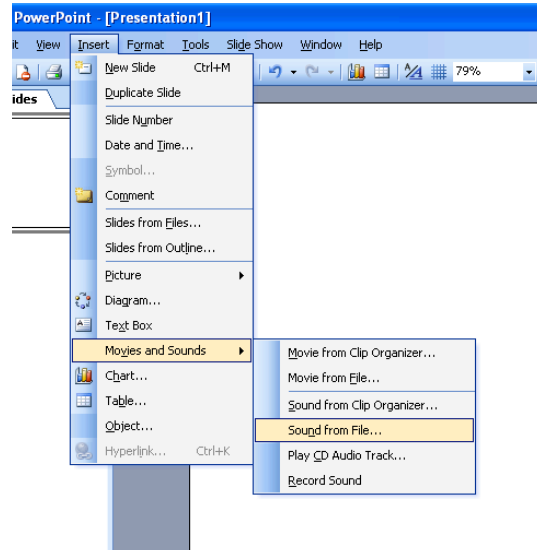 PowerPoint - [Presentation1]
it View Insert Format Tools Slide Show Window Help
79%
ides
New Slide Ctrl+M
Duplicate Slide
Slide Number
Date and Time...
Symbol...
Comment
Slides from Files...
Slides from Outline...
Picture
Diagram...
Text Box
Movies and Sounds
Chart...
Table...
Object...
Hyperlink... Ctrl+K
Movie from Clip Organizer...
Movie from File...
Sound from Clip Organizer...
Sound from File...
Play CD Audio Track...
Record Sound